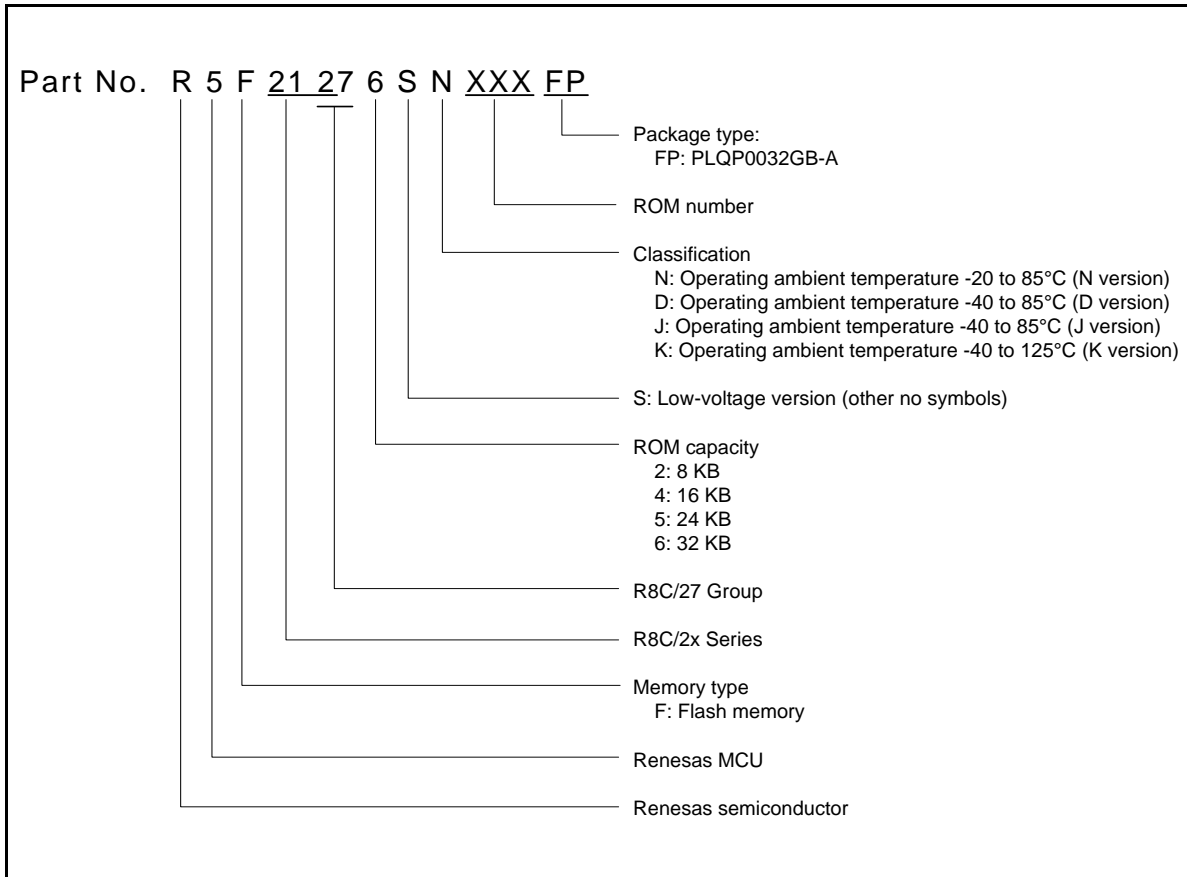 Part No. R 5 F 21 27 6 S N XXX FP
Package type:
FP: PLQP0032GB-A
ROM number
Classification
N: Operating ambient temperature -20 to 85°C (N version)
D: Operating ambient temperature -40 to 85°C (D version)
J: Operating ambient temperature -40 to 85°C (J version)
K: Operating ambient temperature -40 to 125°C (K version)
S: Low-voltage version (other no symbols)
ROM capacity
2: 8 KB
4: 16 KB
5: 24 KB
6: 32 KB
R8C/27 Group
R8C/2x Series
Memory type
F: Flash memory
Renesas MCU
Renesas semiconductor